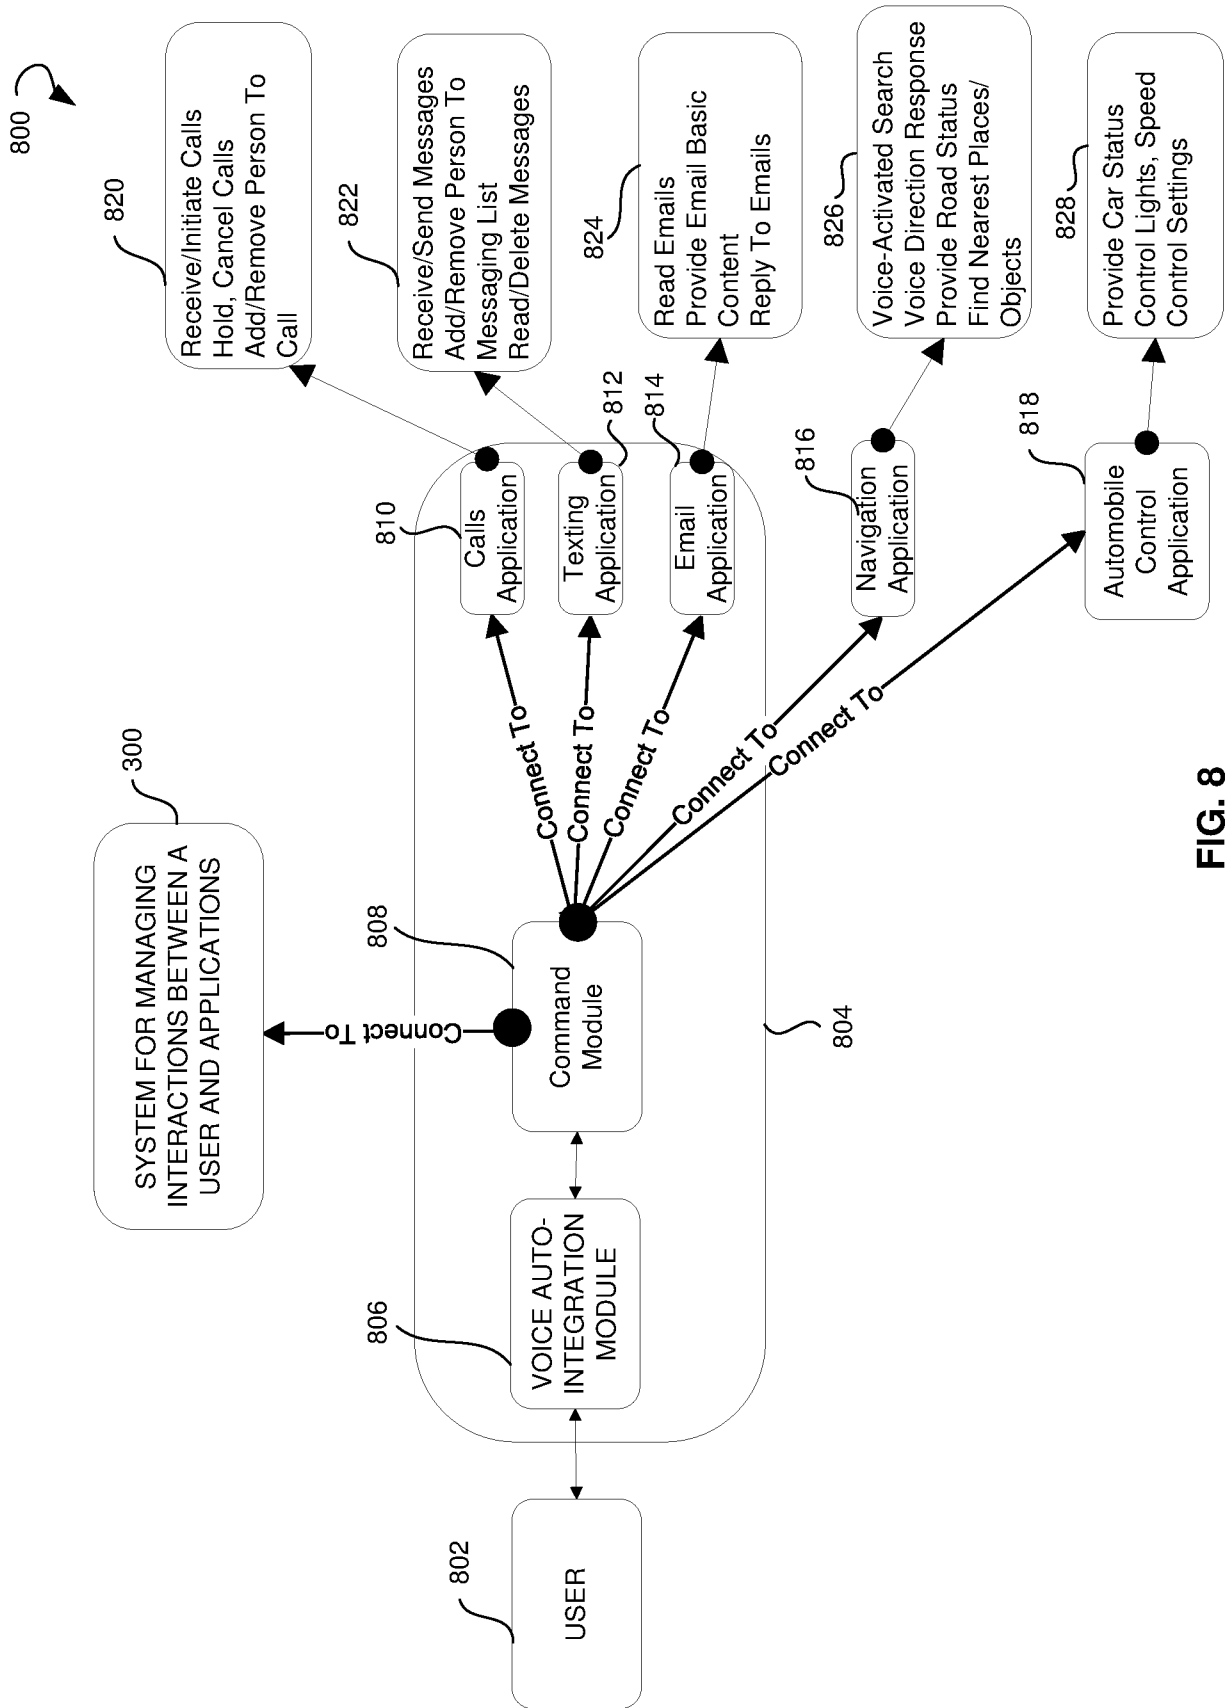 800
300
SYSTEM FOR MANAGING
INTERACTIONS BETWEEN A
USER AND APPLICATIONS
Connect To
802
USER
806
VOICE AUTO-
INTEGRATION
MODULE
808
Command
Module
804
Connect To
Connect To
Connect To
Connect To
Connect To
810
Calls
Application
812
Texting
Application
814
Email
Application
816
Navigation
Application
818
Automobile
Control
Application
820
Receive/Initiate Calls
Hold, Cancel Calls
Add/Remove Person To
Call
822
Receive/Send Messages
Add/Remove Person To
Messaging List
Read/Delete Messages
824
Read Emails
Provide Email Basic
Content
Reply To Emails
826
Voice-Activated Search
Voice Direction Response
Provide Road Status
Find Nearest Places/
Objects
828
Provide Car Status
Control Lights, Speed
Control Settings
FIG. 8